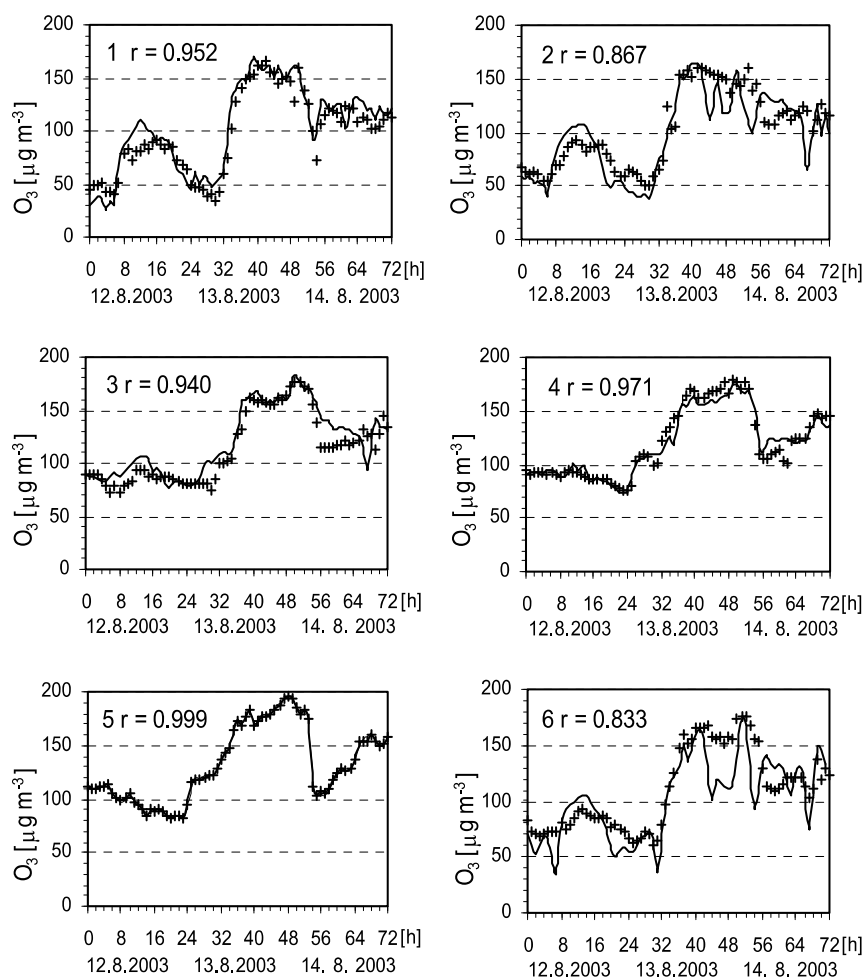 200
150
100
50
0
O3 [µg m-3]
1 r = 0.952
0 8 16 24 32 40 48 56 64 72[h]
12.8.2003 13.8.2003 14. 8. 2003
200
150
100
50
0
O3 [µg m-3]
2 r = 0.867
0 8 16 24 32 40 48 56 64 72[h]
12.8.2003 13.8.2003 14. 8. 2003
200
150
100
50
0
O3 [µg m-3]
3 r = 0.940
0 8 16 24 32 40 48 56 64 72[h]
12.8.2003 13.8.2003 14. 8. 2003
200
150
100
50
0
O3 [µg m-3]
4 r = 0.971
0 8 16 24 32 40 48 56 64 72[h]
12.8.2003 13.8.2003 14. 8. 2003
200
150
100
50
0
O3 [µg m-3]
5 r = 0.999
0 8 16 24 32 40 48 56 64 72[h]
12.8.2003 13.8.2003 14. 8. 2003
200
150
100
50
0
O3 [µg m-3]
6 r = 0.833
0 8 16 24 32 40 48 56 64 72[h]
12.8.2003 13.8.2003 14. 8. 2003